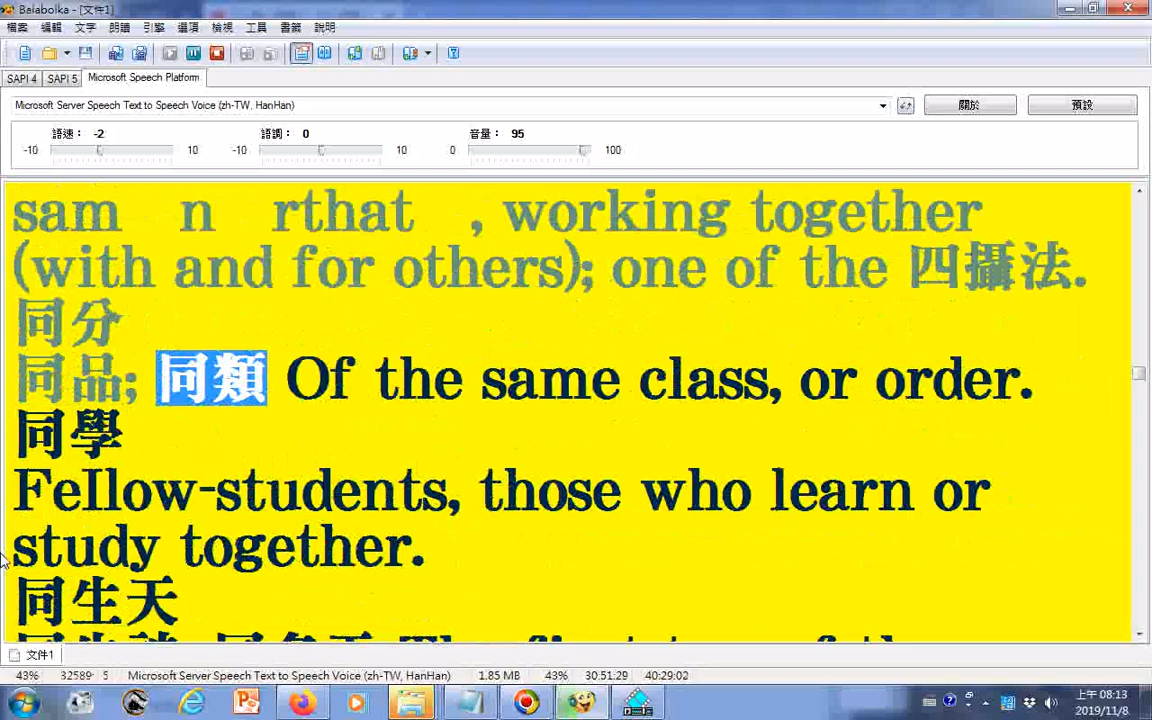 Balabolka - [文件1]
檔案 編輯 文字 朗讀 引擎 選項 檢視 工具 書籤 說明
SAPI 4 SAPI 5 Microsoft Speech Platform
Microsoft Server Speech Text to Speech Voice (zh-TW, HanHan) 關於 預設
語速： -2 語調： 0 音量： 95
-10 10 -10 10 0 100
sam n rthat , working together
(with and for others); one of the 四攝法.
同分
同品; 同類 Of the same class, or order.
同學
FeIlow-students, those who learn or
study together.
同生天
文件1
43% 32589 5 Microsoft Server Speech Text to Speech Voice (zh-TW, HanHan) 1.85 MB 43% 30:51:29 40:29:02
上午 08:13
2019/11/8